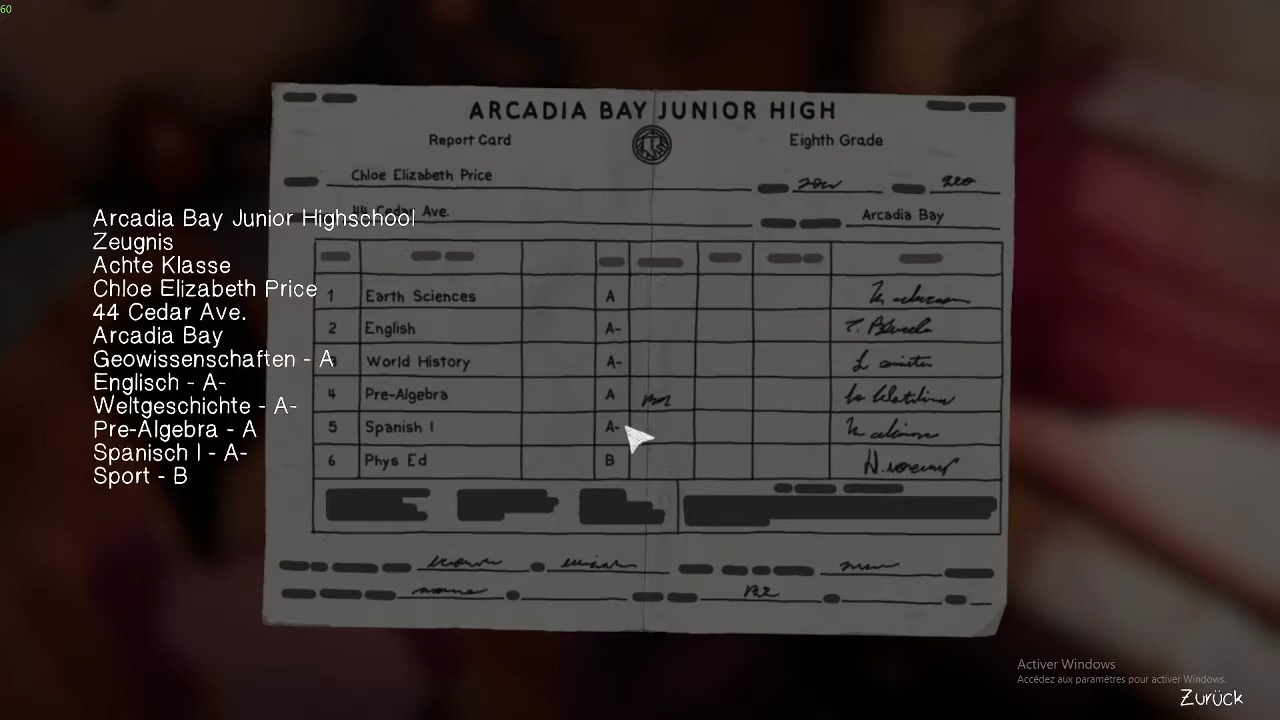 60
ARCADIA BAY JUNIOR HIGH
Report Card
Eighth Grade
Chloe Elizabeth Price
44 Cedar Ave.
Arcadia Bay
1 Earth Sciences A
2 English A-
3 World History A-
4 Pre-Algebra A
5 Spanish I A-
6 Phys Ed B
Arcadia Bay Junior Highschool
Zeugnis
Achte Klasse
Chloe Elizabeth Price
44 Cedar Ave.
Arcadia Bay
Geowissenschaften - A
Englisch - A-
Weltgeschichte - A-
Pre-Algebra - A
Spanisch I - A-
Sport - B
Activer Windows
Accédez aux paramètres pour activer Windows.
Zurück